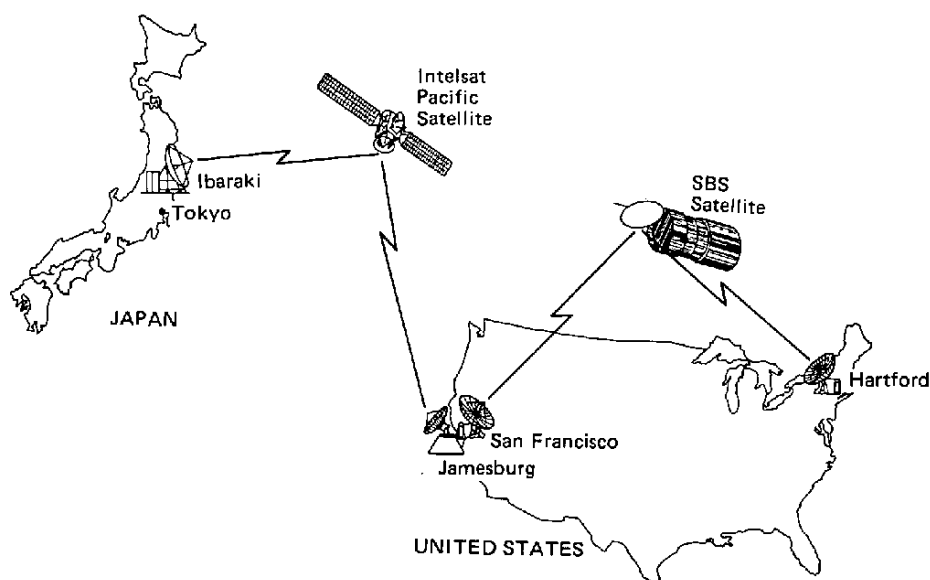 Intelsat
Pacific
Satellite
SBS
Satellite
Ibaraki
Tokyo
JAPAN
Hartford
San Francisco
Jamesburg
UNITED STATES